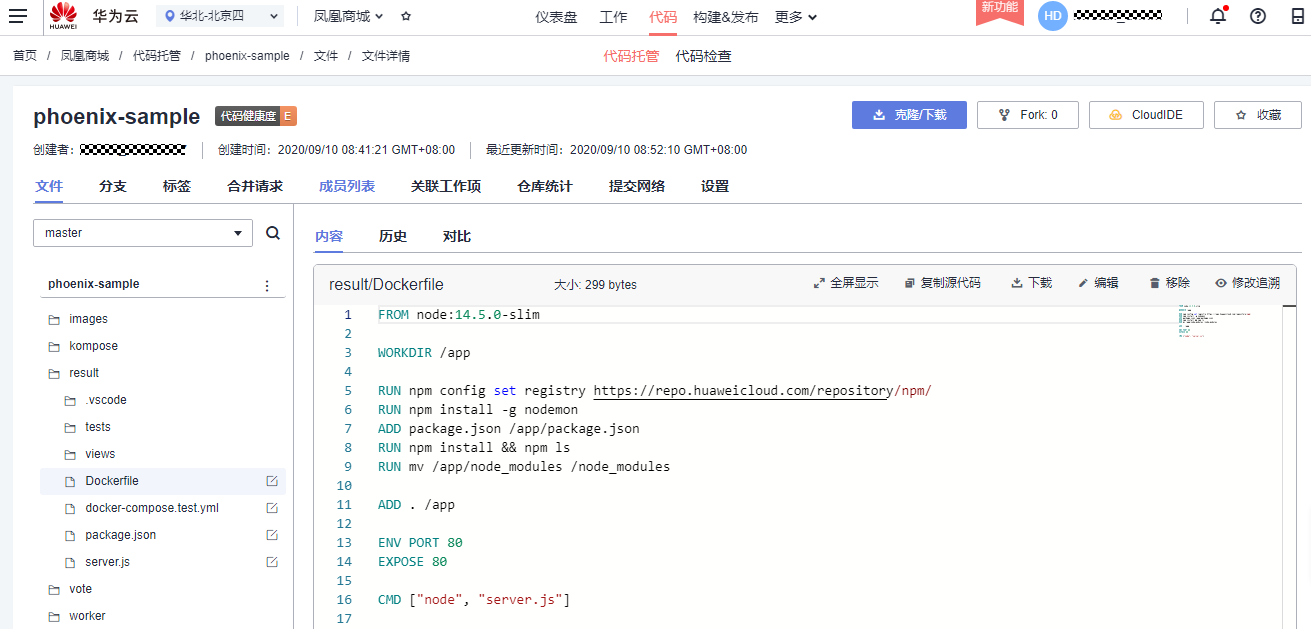 HUAWEI 华为云 华北-北京四 凤凰商城 仪表盘 工作 代码 构建&发布 更多 新功能 HD
首页 / 凤凰商城 / 代码托管 / phoenix-sample / 文件 / 文件详情 代码托管 代码检查
phoenix-sample 代码健康度 E 克隆/下载 Fork: 0 CloudIDE 收藏
创建者: 创建时间: 2020/09/10 08:41:21 GMT+08:00 最近更新时间: 2020/09/10 08:52:10 GMT+08:00
文件 分支 标签 合并请求 成员列表 关联工作项 仓库统计 提交网络 设置
master
phoenix-sample
images
kompose
result
.vscode
tests
views
Dockerfile
docker-compose.test.yml
package.json
server.js
vote
worker
内容 历史 对比
result/Dockerfile 大小: 299 bytes 全屏显示 复制源代码 下载 编辑 移除 修改追溯
1 FROM node:14.5.0-slim
2
3 WORKDIR /app
4
5 RUN npm config set registry https://repo.huaweicloud.com/repository/npm/
6 RUN npm install -g nodemon
7 ADD package.json /app/package.json
8 RUN npm install && npm ls
9 RUN mv /app/node_modules /node_modules
10
11 ADD . /app
12
13 ENV PORT 80
14 EXPOSE 80
15
16 CMD ["node", "server.js"]
17